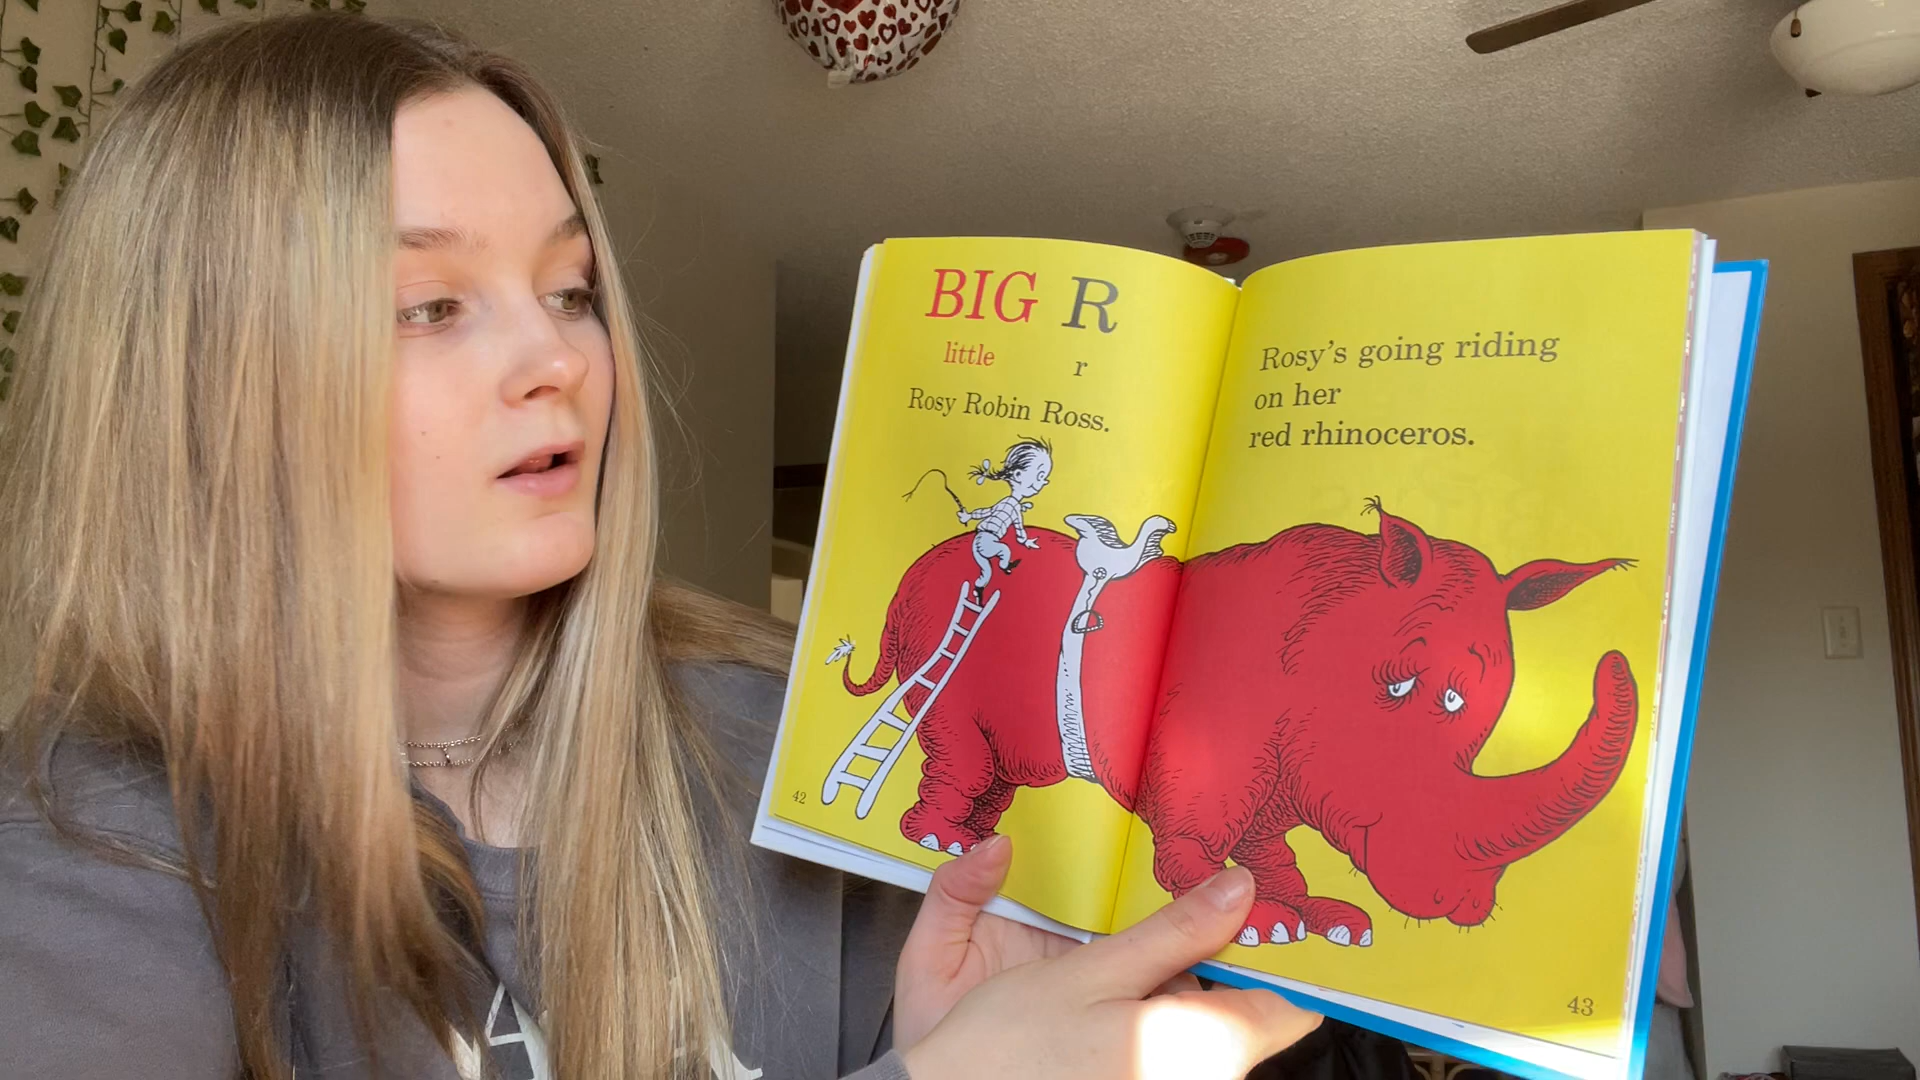 BIG R
little r
Rosy Robin Ross.
42
Rosy's going riding
on her
red rhinoceros.
43